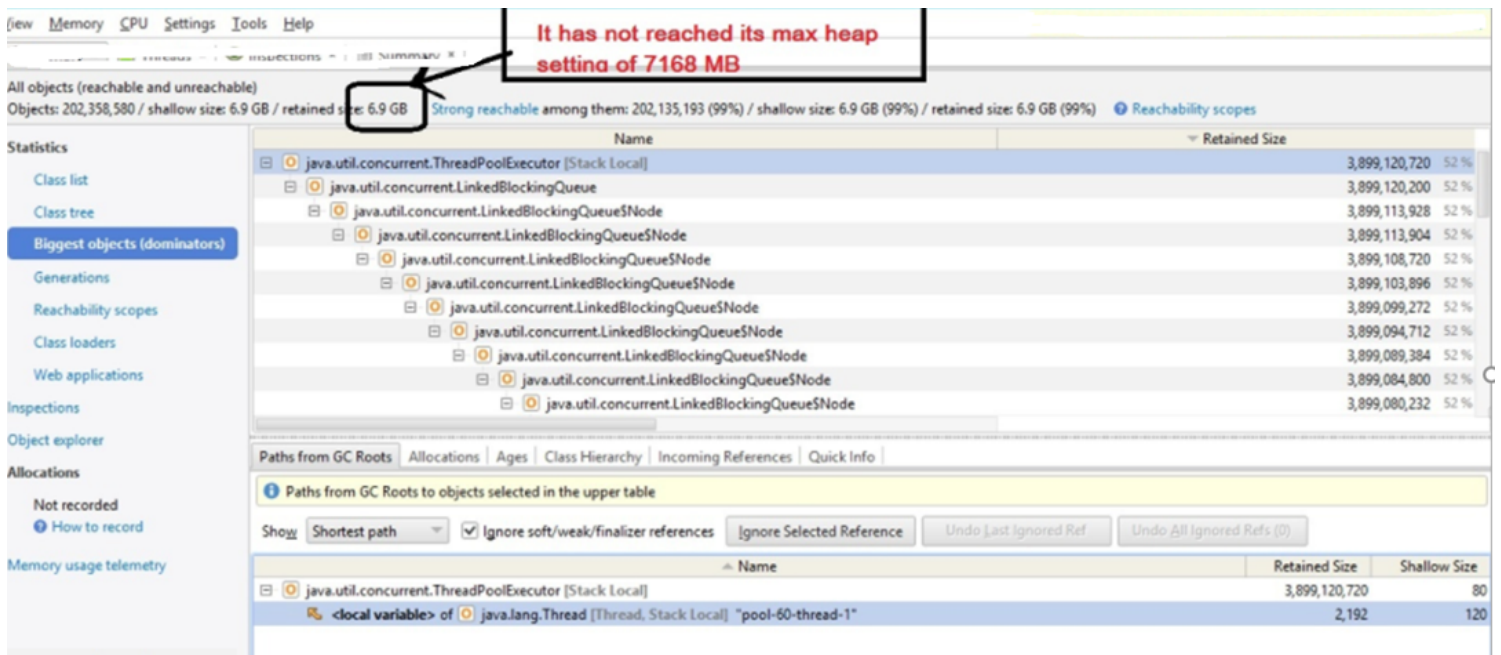 View Memory CPU Settings Tools Help
It has not reached its max heap
setting of 7168 MB
Threads Inspections Summary
All objects (reachable and unreachable)
Objects: 202,358,580 / shallow size: 6.9 GB / retained size: 6.9 GB Strong reachable among them: 202,135,193 (99%) / shallow size: 6.9 GB (99%) / retained size: 6.9 GB (99%) Reachability scopes
Statistics
Class list
Class tree
Biggest objects (dominators)
Generations
Reachability scopes
Class loaders
Web applications
Inspections
Object explorer
Allocations
Not recorded
How to record
Memory usage telemetry
Name Retained Size
java.util.concurrent.ThreadPoolExecutor [Stack Local] 3,899,120,720 52 %
java.util.concurrent.LinkedBlockingQueue 3,899,120,200 52 %
java.util.concurrent.LinkedBlockingQueue$Node 3,899,113,928 52 %
java.util.concurrent.LinkedBlockingQueue$Node 3,899,113,904 52 %
java.util.concurrent.LinkedBlockingQueue$Node 3,899,108,720 52 %
java.util.concurrent.LinkedBlockingQueue$Node 3,899,103,896 52 %
java.util.concurrent.LinkedBlockingQueue$Node 3,899,099,272 52 %
java.util.concurrent.LinkedBlockingQueue$Node 3,899,094,712 52 %
java.util.concurrent.LinkedBlockingQueue$Node 3,899,089,384 52 %
java.util.concurrent.LinkedBlockingQueue$Node 3,899,084,800 52 %
java.util.concurrent.LinkedBlockingQueue$Node 3,899,080,232 52 %
Paths from GC Roots Allocations Ages Class Hierarchy Incoming References Quick Info
Paths from GC Roots to objects selected in the upper table
Show Shortest path Ignore soft/weak/finalizer references Ignore Selected Reference Undo Last Ignored Ref Undo All Ignored Refs (0)
Name Retained Size Shallow Size
java.util.concurrent.ThreadPoolExecutor [Stack Local] 3,899,120,720 80
<local variable> of java.lang.Thread [Thread, Stack Local] "pool-60-thread-1" 2,192 120